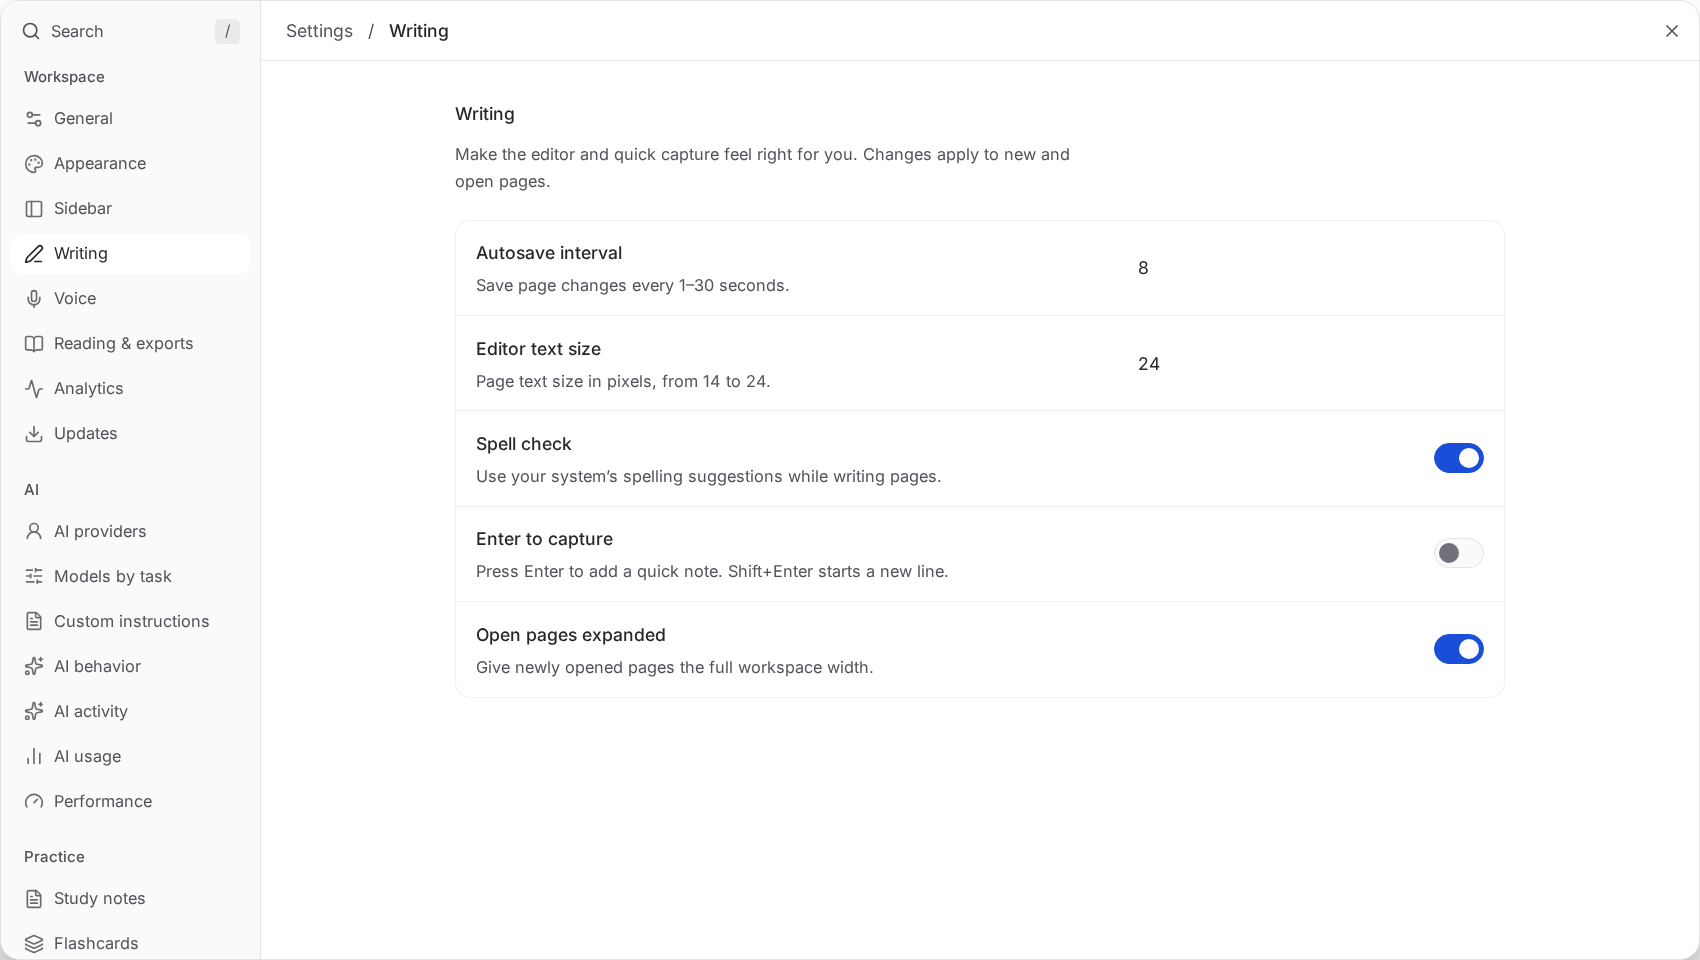 Search /
Settings / Writing
Workspace
General
Appearance
Sidebar
Writing
Voice
Reading & exports
Analytics
Updates
AI
AI providers
Models by task
Custom instructions
AI behavior
AI activity
AI usage
Performance
Practice
Study notes
Flashcards
Writing
Make the editor and quick capture feel right for you. Changes apply to new and
open pages.
Autosave interval
Save page changes every 1–30 seconds.
8
Editor text size
Page text size in pixels, from 14 to 24.
24
Spell check
Use your system’s spelling suggestions while writing pages.
Enter to capture
Press Enter to add a quick note. Shift+Enter starts a new line.
Open pages expanded
Give newly opened pages the full workspace width.